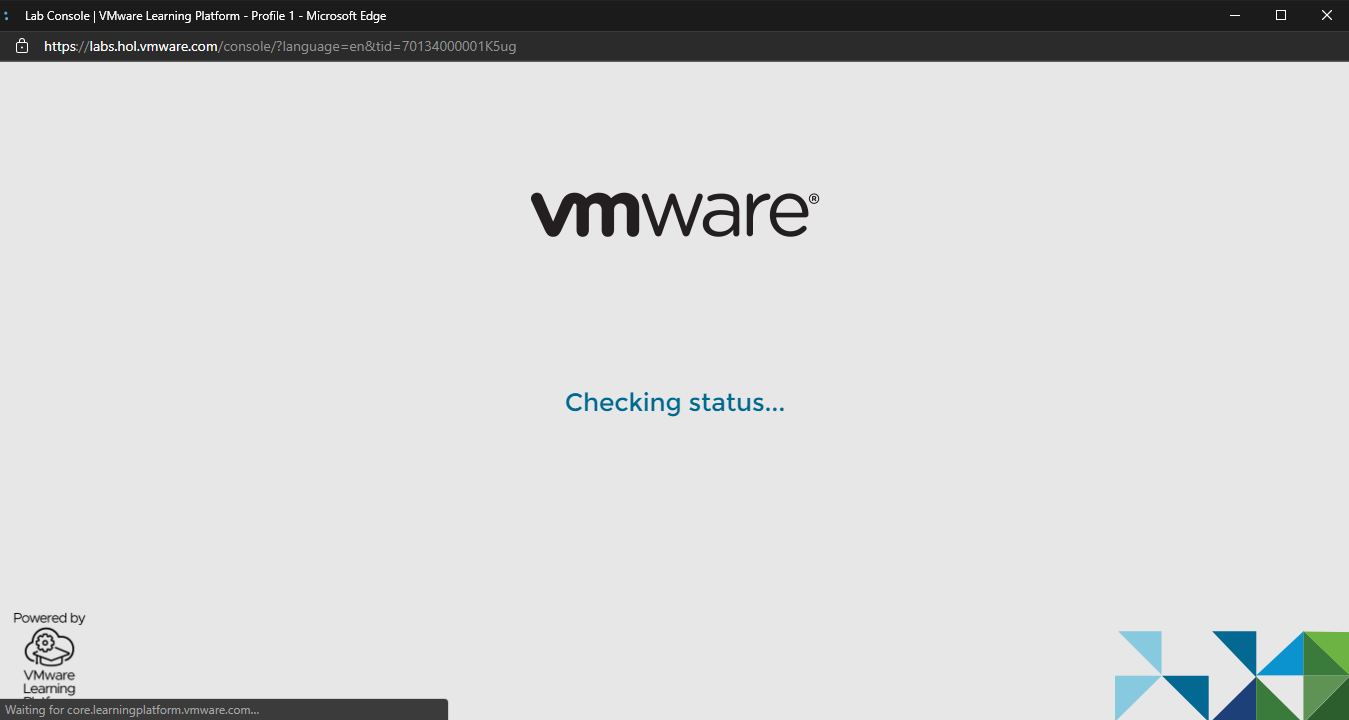 Lab Console | VMware Learning Platform - Profile 1 - Microsoft Edge
https://labs.hol.vmware.com/console/?language=en&tid=70134000001K5ug
vmware®
Checking status...
Powered by
VMware
Learning
Waiting for core.learningplatform.vmware.com...